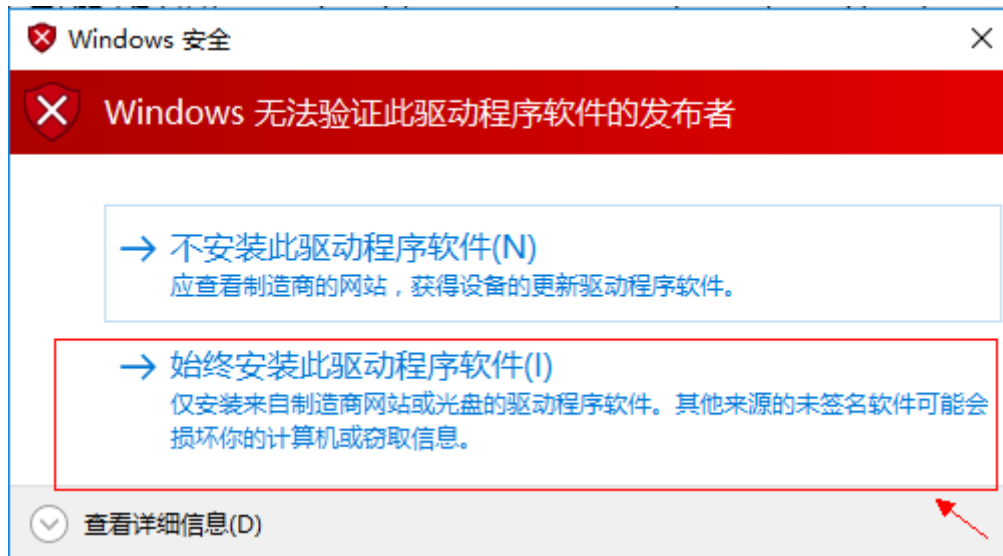 Windows 安全
Windows 无法验证此驱动程序软件的发布者
不安装此驱动程序软件(N)
应查看制造商的网站，获得设备的更新驱动程序软件。
始终安装此驱动程序软件(I)
仅安装来自制造商网站或光盘的驱动程序软件。其他来源的未签名软件可能会
损坏你的计算机或窃取信息。
查看详细信息(D)